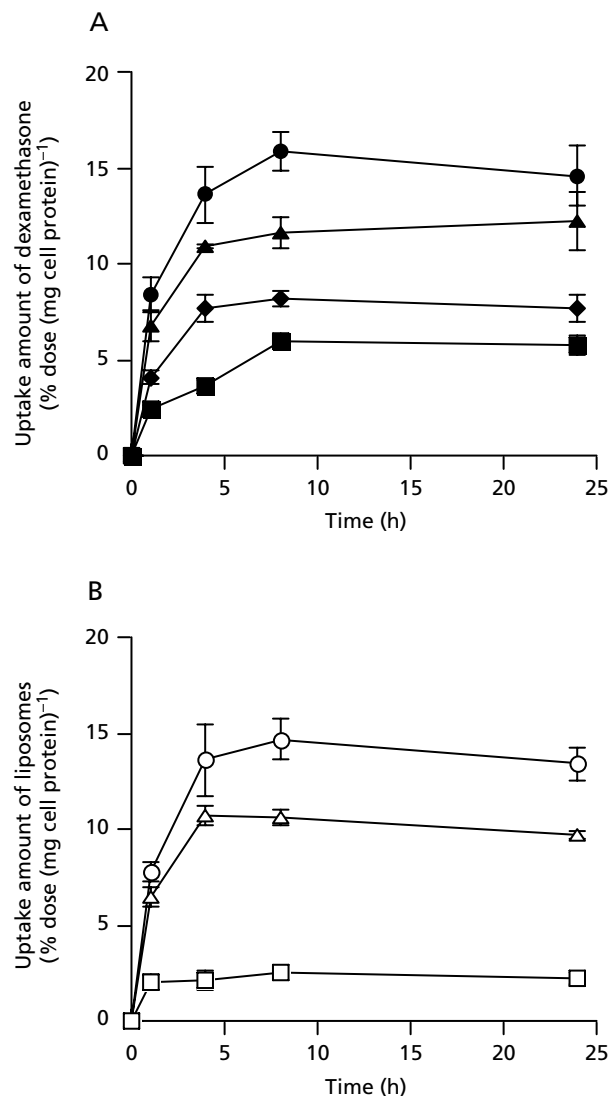 A
Uptake amount of dexamethasone
(% dose (mg cell protein)⁻¹)
20
15
10
5
0
0 5 10 15 20 25
Time (h)
B
Uptake amount of liposomes
(% dose (mg cell protein)⁻¹)
20
15
10
5
0
0 5 10 15 20 25
Time (h)